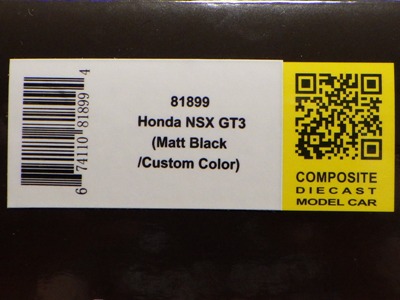 6 74110 81899 4
81899
Honda NSX GT3
(Matt Black
/Custom Color)
COMPOSITE
DIECAST
MODEL CAR